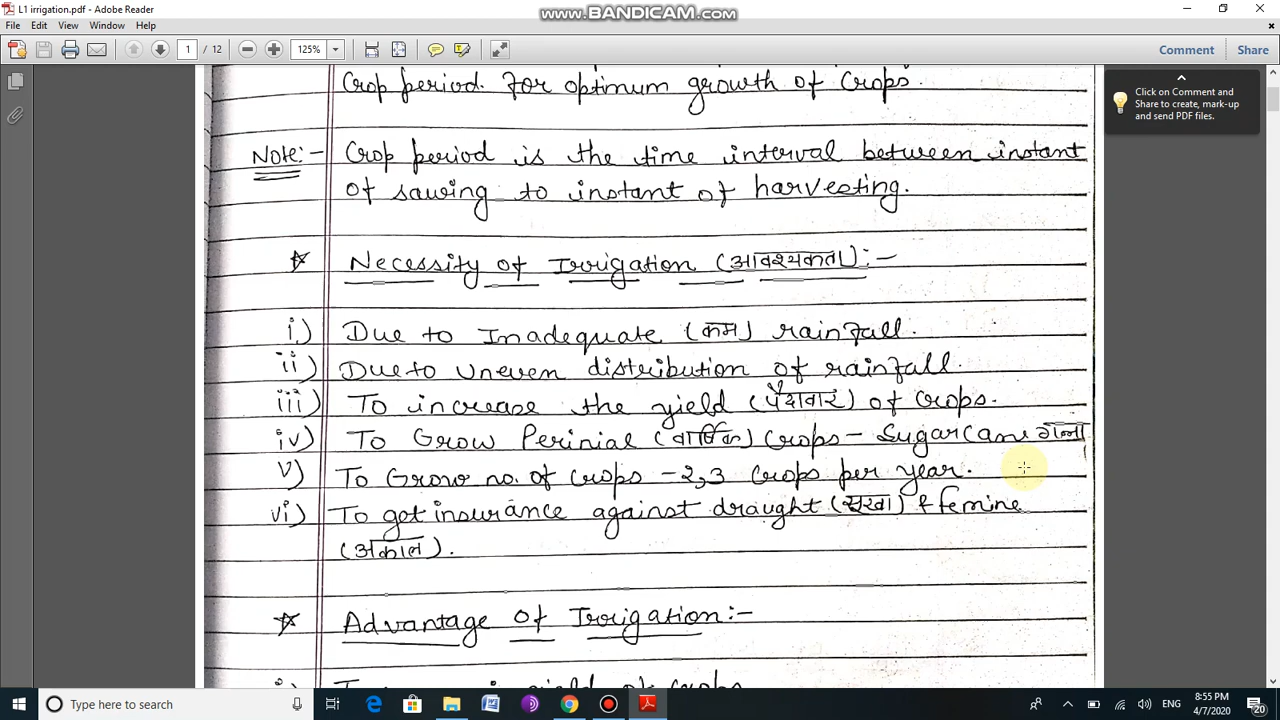 L1 irrigation.pdf - Adobe Reader
www.BANDICAM.com
File Edit View Window Help
1 / 12 125% Comment Share
Click on Comment and
Share to create, mark-up
and send PDF files.
Crop period. For optimum growth of Crops.
Note:- Crop period is the time interval between instant
of sawing to instant of harvesting.
☆ Necessity of Irrigation (आवश्यकता):-
i.) Due to Inadequate (कम) rainfall.
ii) Due to Uneven distribution of rainfall.
iii) To increase the yield (पैदावार) of Crops.
iv) To Grow Perinial (वार्षिक) Crops - Sugarcane गन्ना
v) To Grow no. of Crops - 2,3 Crops per year.
vi) To get insurance against draught (सूखा) & femine
(अकाल).
☆ Advantage of Irrigation:-
Type here to search
ENG
8:55 PM
4/7/2020
20